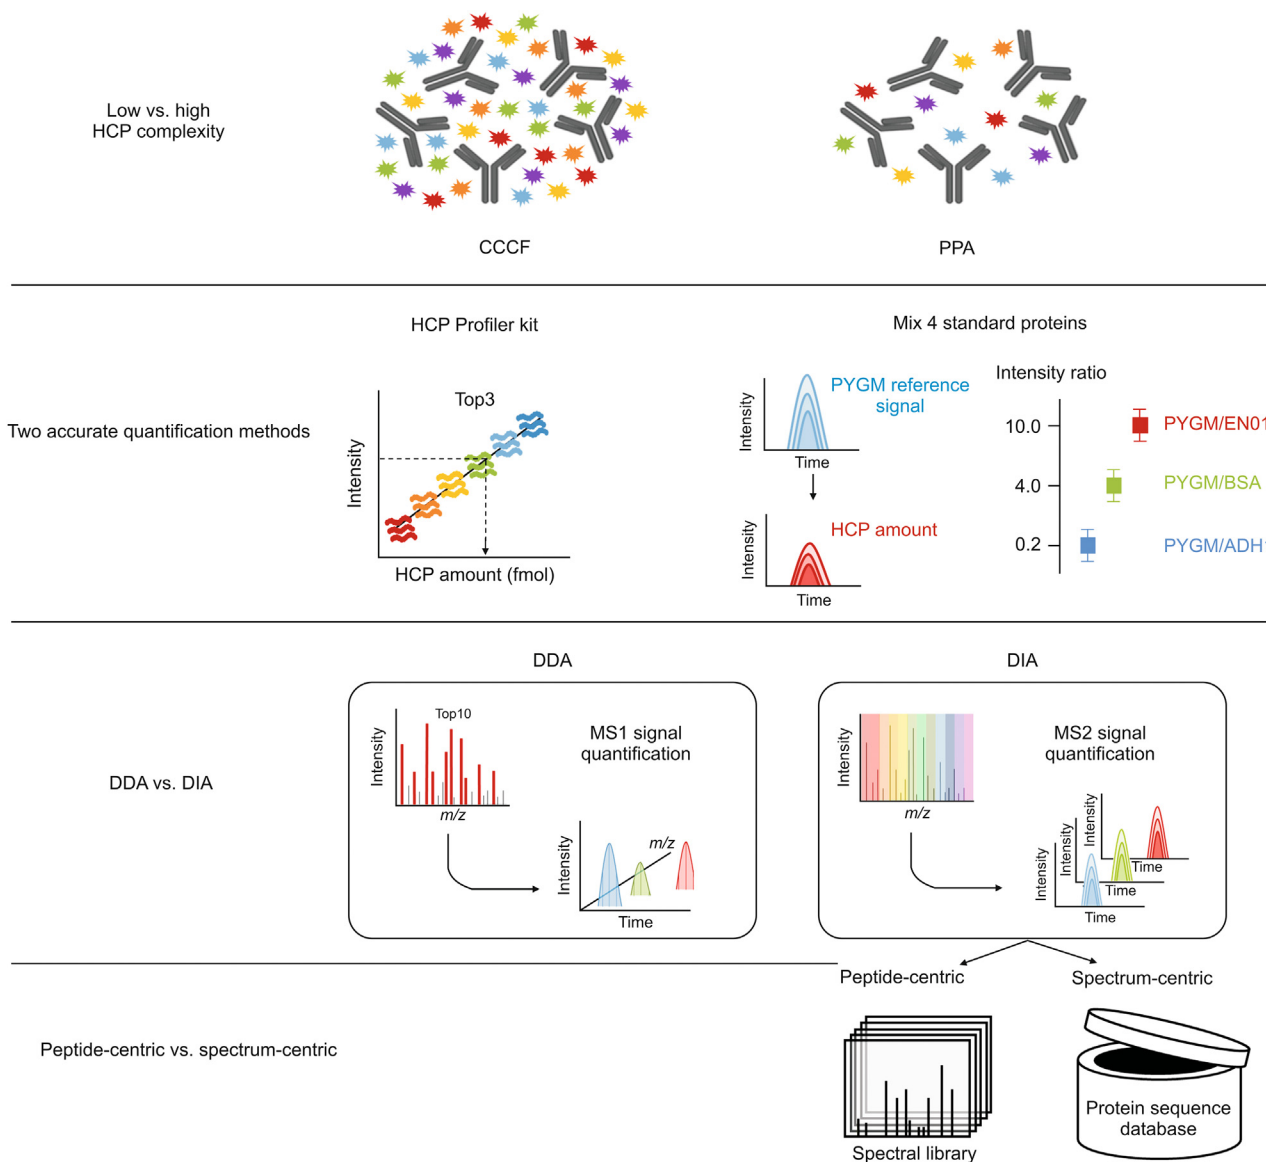 Low vs. high
HCP complexity
CCCF
PPA
HCP Profiler kit
Mix 4 standard proteins
Two accurate quantification methods
Top3
Intensity
HCP amount (fmol)
PYGM reference
signal
Intensity
Time
HCP amount
Intensity
Time
Intensity ratio
10.0
PYGM/EN01
4.0
PYGM/BSA
0.2
PYGM/ADH1
DDA
DIA
DDA vs. DIA
Top10
Intensity
m/z
MS1 signal
quantification
Intensity
m/z
Time
Intensity
m/z
MS2 signal
quantification
Intensity
Time
Intensity
Time
Intensity
Time
Peptide-centric
Spectrum-centric
Peptide-centric vs. spectrum-centric
Spectral library
Protein sequence
database